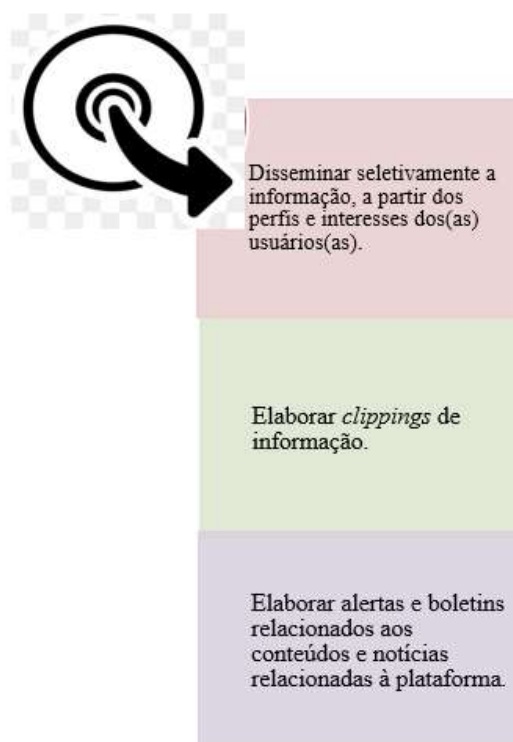 Disseminar seletivamente a
informação, a partir dos
perfis e interesses dos(as)
usuários(as).
Elaborar clippings de
informação.
Elaborar alertas e boletins
relacionados aos
conteúdos e notícias
relacionadas à plataforma.